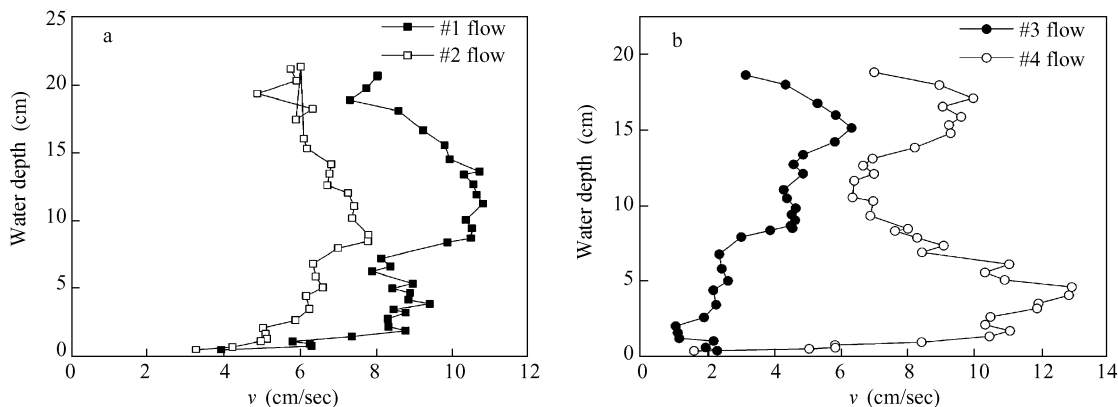 a
#1 flow
#2 flow
Water depth (cm)
25
20
15
10
5
0
0 2 4 6 8 10 12
v (cm/sec)
b
#3 flow
#4 flow
Water depth (cm)
20
15
10
5
0
0 2 4 6 8 10 12 14
v (cm/sec)